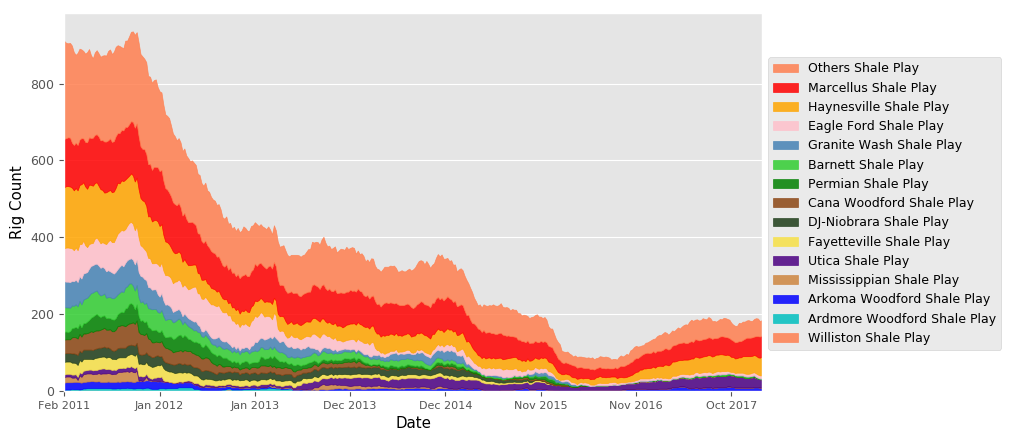 800
600
400
200
0
Rig Count
Feb 2011
Jan 2012
Jan 2013
Dec 2013
Dec 2014
Nov 2015
Nov 2016
Oct 2017
Date
Others Shale Play
Marcellus Shale Play
Haynesville Shale Play
Eagle Ford Shale Play
Granite Wash Shale Play
Barnett Shale Play
Permian Shale Play
Cana Woodford Shale Play
DJ-Niobrara Shale Play
Fayetteville Shale Play
Utica Shale Play
Mississippian Shale Play
Arkoma Woodford Shale Play
Ardmore Woodford Shale Play
Williston Shale Play